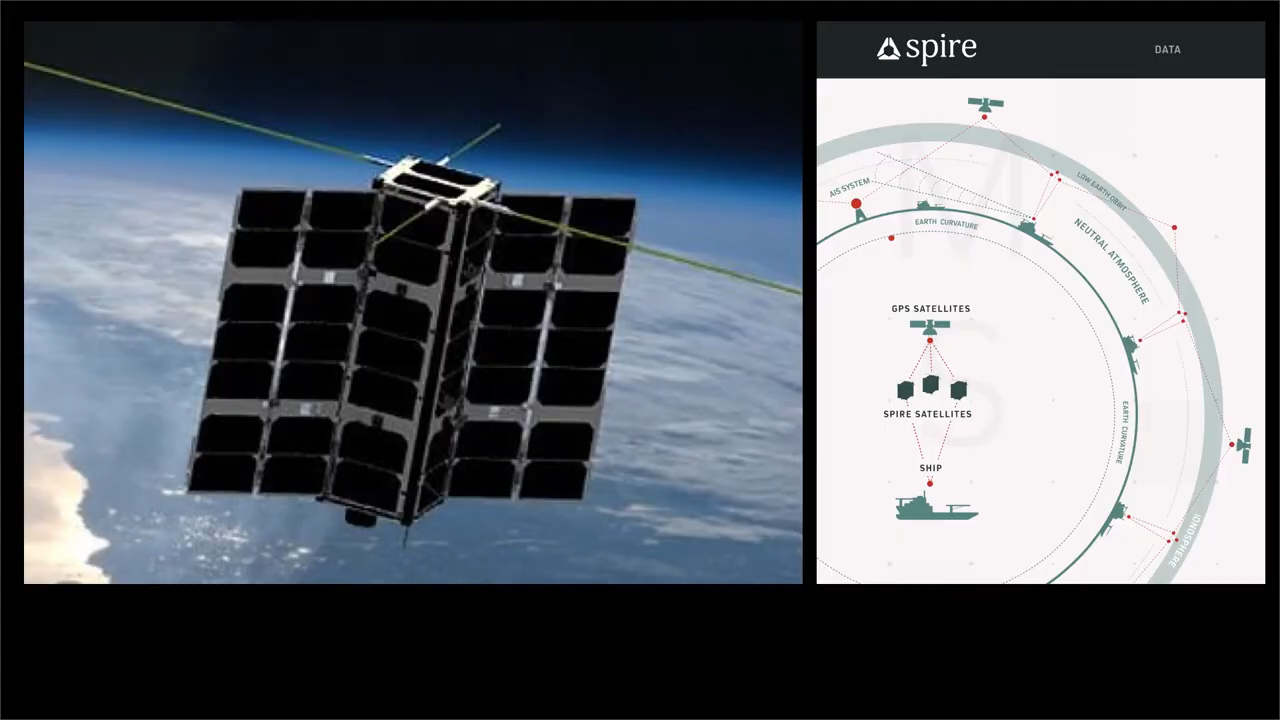 spire
DATA
LOW EARTH ORBIT
AIS SYSTEM
EARTH CURVATURE
NEUTRAL ATMOSPHERE
GPS SATELLITES
SPIRE SATELLITES
EARTH CURVATURE
SHIP
IONOSPHERE